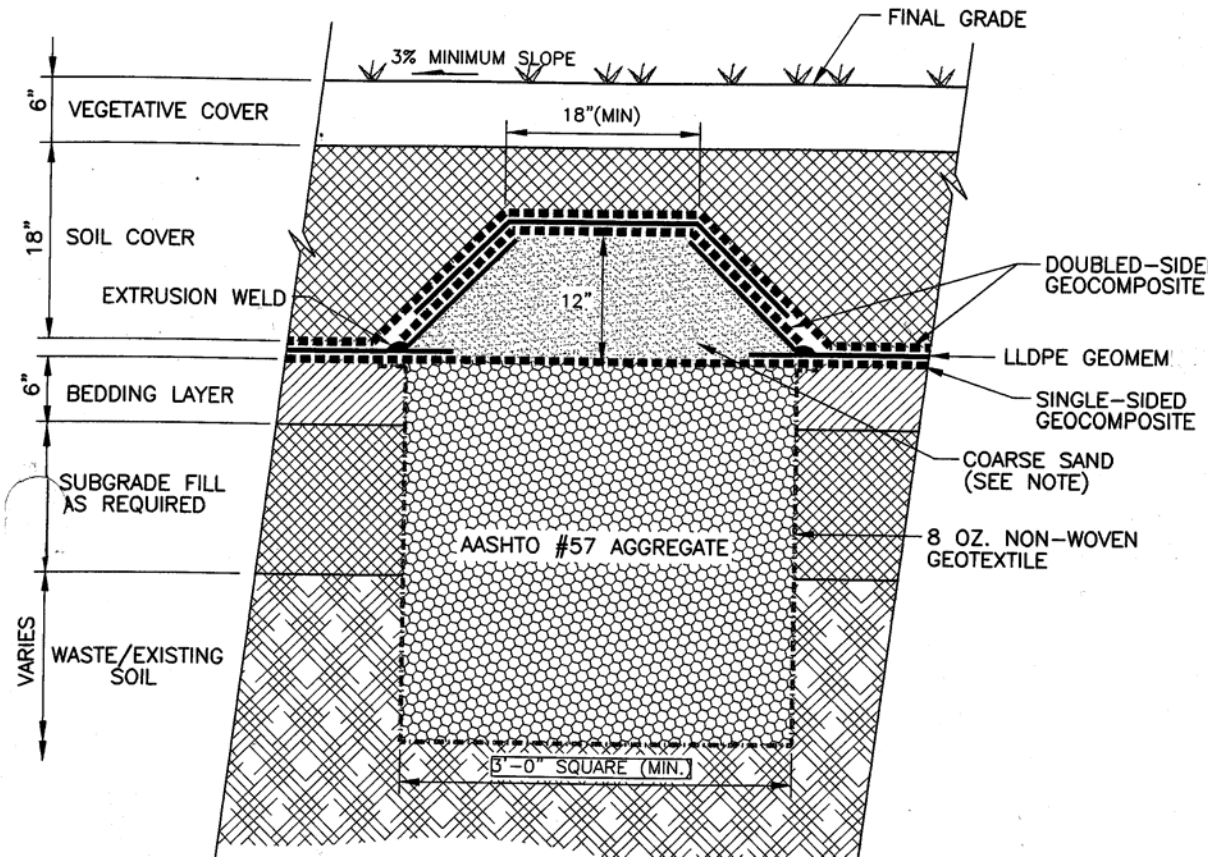 FINAL GRADE
3% MINIMUM SLOPE
6"
VEGETATIVE COVER
18"(MIN)
18"
SOIL COVER
EXTRUSION WELD
12"
DOUBLED-SIDED
GEOCOMPOSITE
LLDPE GEOMEM
6"
BEDDING LAYER
SINGLE-SIDED
GEOCOMPOSITE
COARSE SAND
(SEE NOTE)
SUBGRADE FILL
AS REQUIRED
AASHTO #57 AGGREGATE
8 OZ. NON-WOVEN
GEOTEXTILE
VARIES
WASTE/EXISTING
SOIL
3'-0" SQUARE (MIN.)